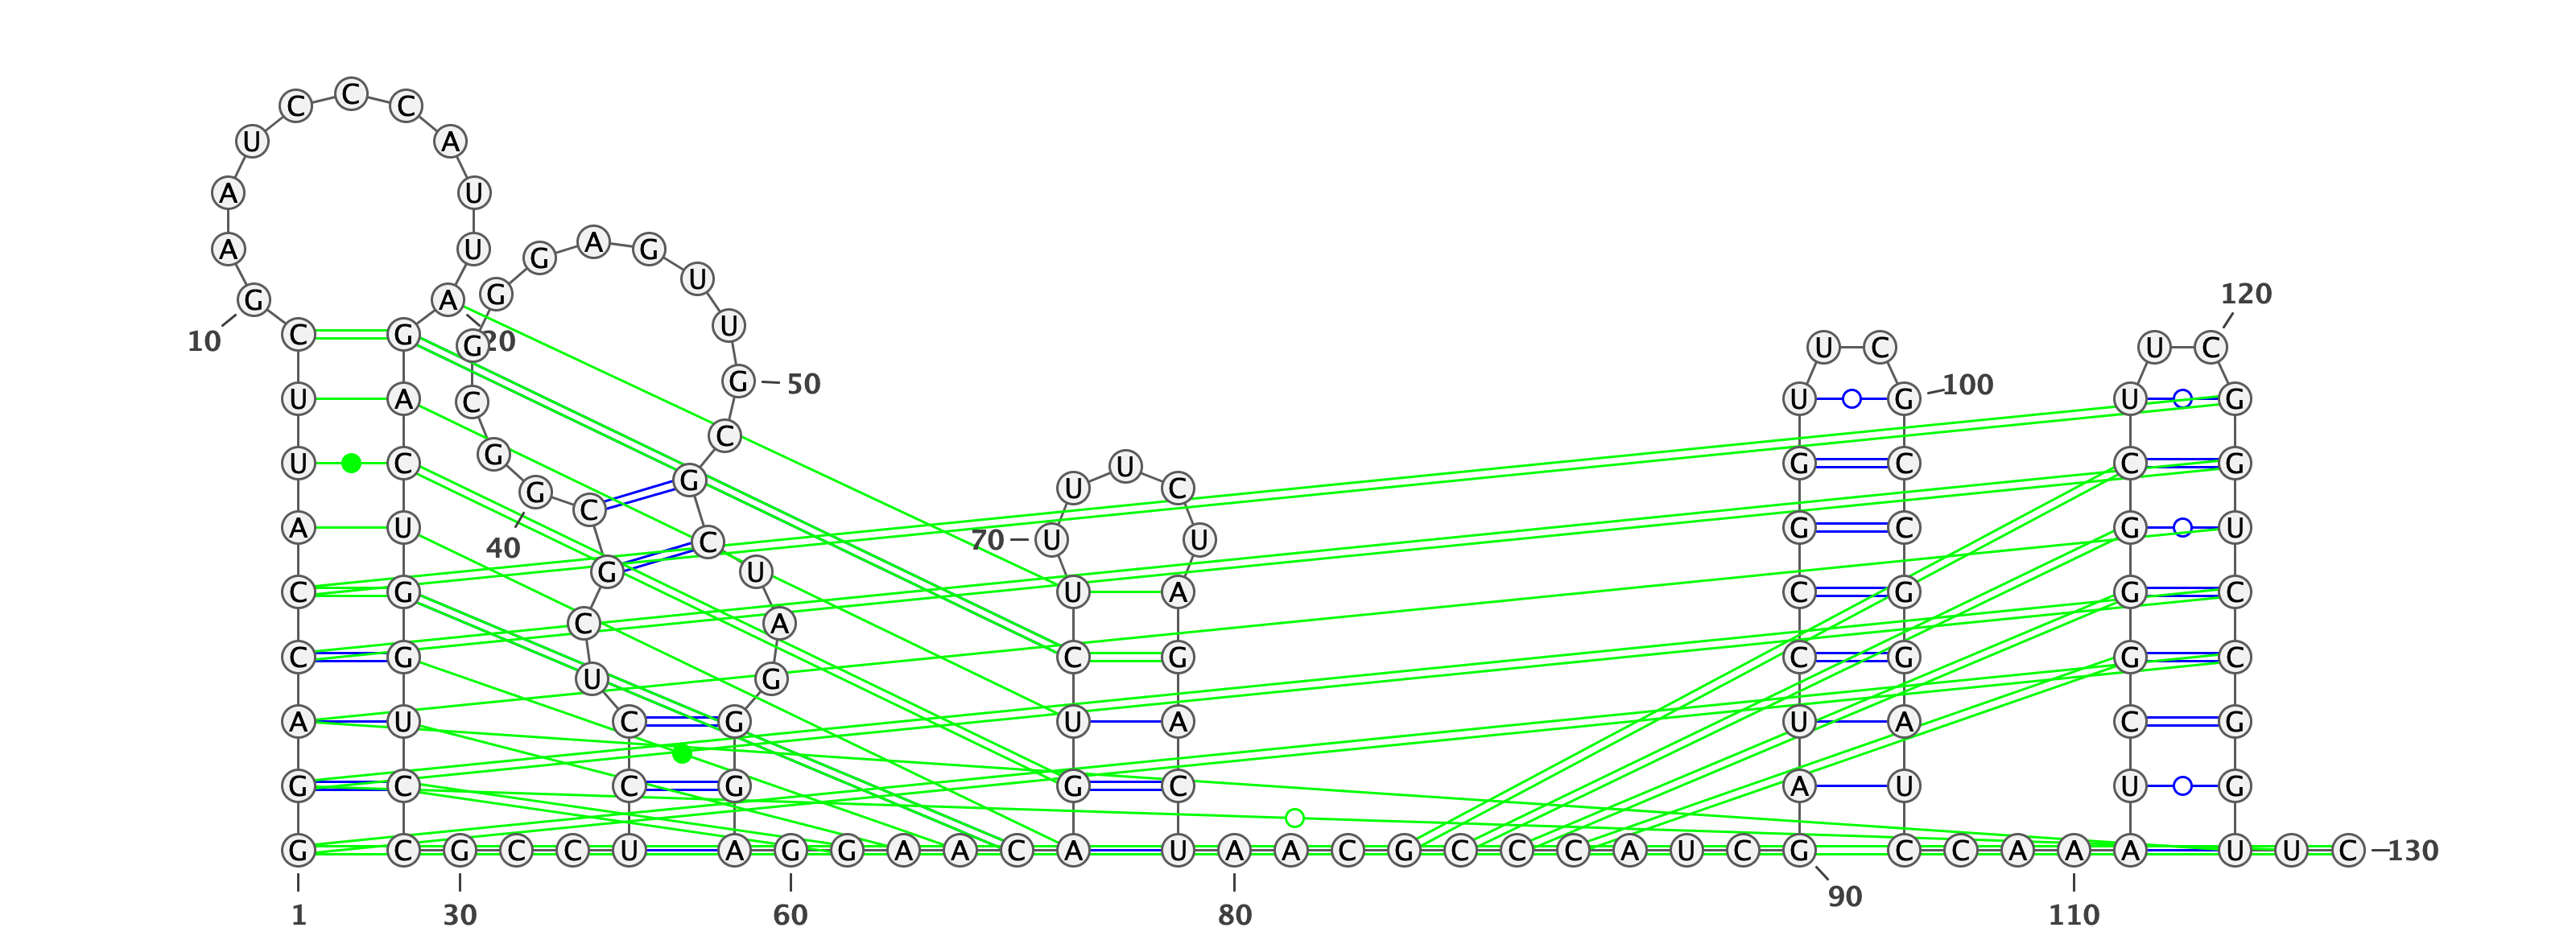 C
C C
U A
A U
A U G A G
U
G 120
G A
U
10 C G 20 G U C U C
G 50 100
U A C U G U G
C
U C G U G C C G
G C G U C
A U 40 C 70 U U G C G U
G U
C G U A C G G C
C A
C G C G C G G C
U G
A U C G U A U A C G
G C C G G C A U U G
G C G C C U A G G A A C A U A A C G C C C A U C G C C A A A A U U C 130
90
1 30 60 80 110